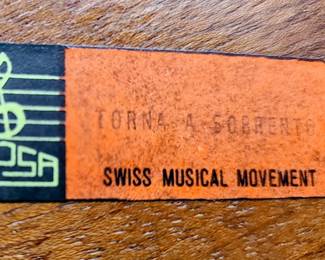 TORNA A SORRENTO
SWISS MUSICAL MOVEMENT